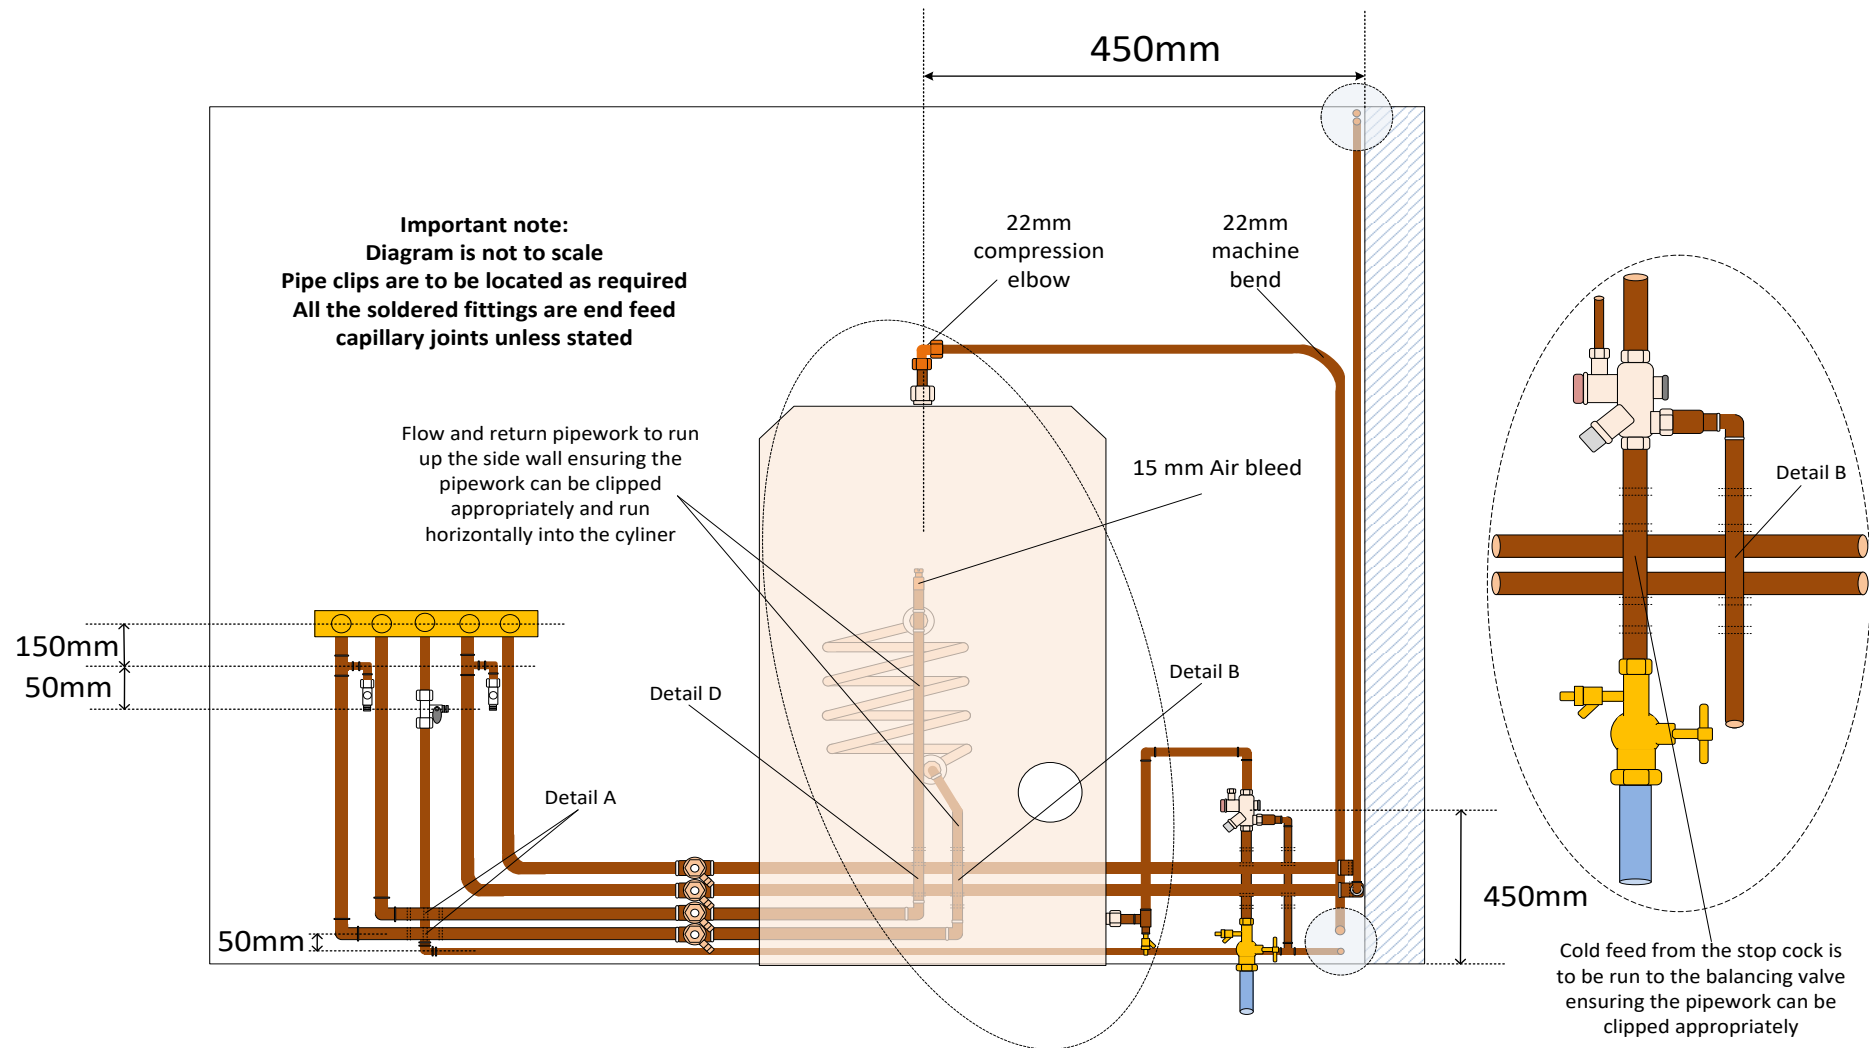 450mm
Important note:
Diagram is not to scale
Pipe clips are to be located as required
All the soldered fittings are end feed
capillary joints unless stated
22mm
compression
elbow
22mm
machine
bend
Flow and return pipework to run
up the side wall ensuring the
pipework can be clipped
appropriately and run
horizontally into the cyliner
15 mm Air bleed
Detail B
150mm
50mm
Detail D
Detail B
Detail A
50mm
450mm
Cold feed from the stop cock is
to be run to the balancing valve
ensuring the pipework can be
clipped appropriately